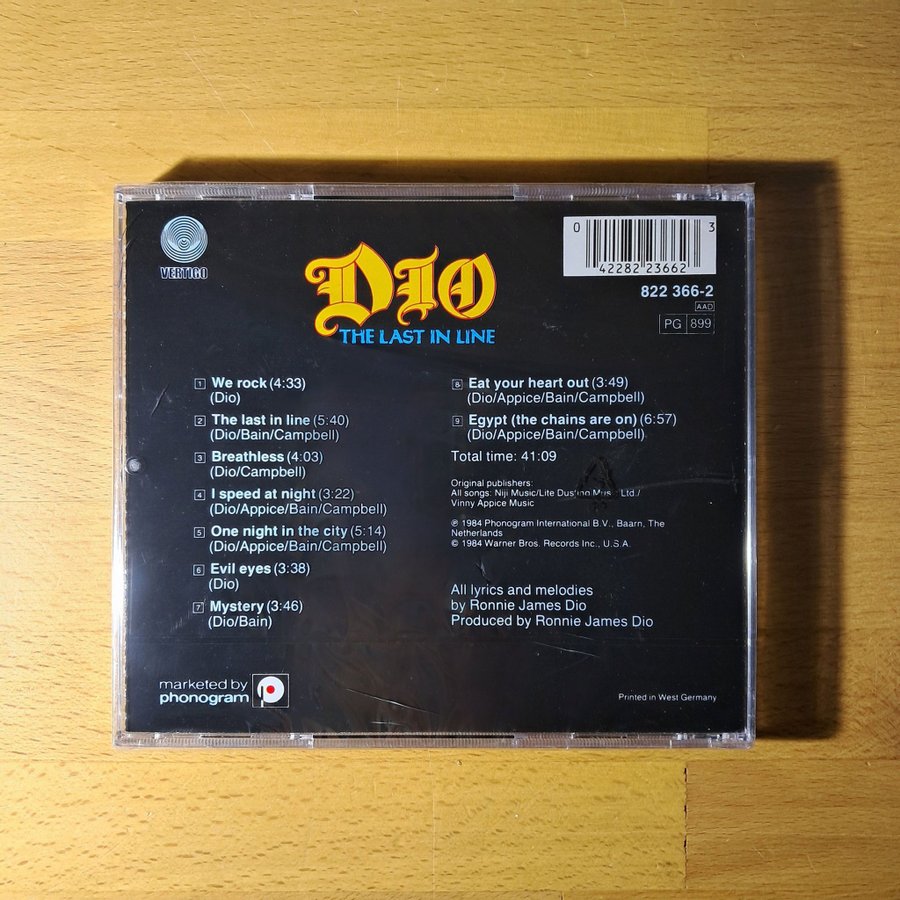 VERTIGO
DIO
THE LAST IN LINE
0 42282 23662 3
822 366-2
AAD
PG 899
1 We rock (4:33)
(Dio)
2 The last in line (5:40)
(Dio/Bain/Campbell)
3 Breathless (4:03)
(Dio/Campbell)
4 I speed at night (3:22)
(Dio/Appice/Bain/Campbell)
5 One night in the city (5:14)
(Dio/Appice/Bain/Campbell)
6 Evil eyes (3:38)
(Dio)
7 Mystery (3:46)
(Dio/Bain)
8 Eat your heart out (3:49)
(Dio/Appice/Bain/Campbell)
9 Egypt (the chains are on) (6:57)
(Dio/Appice/Bain/Campbell)
Total time: 41:09
Original publishers:
All songs: Niji Music/Lite Music Ltd./
Vinny Appice Music
℗ 1984 Phonogram International B.V., Baarn, The
Netherlands
© 1984 Warner Bros. Records Inc., U.S.A.
All lyrics and melodies
by Ronnie James Dio
Produced by Ronnie James Dio
marketed by
phonogram
Printed in West Germany